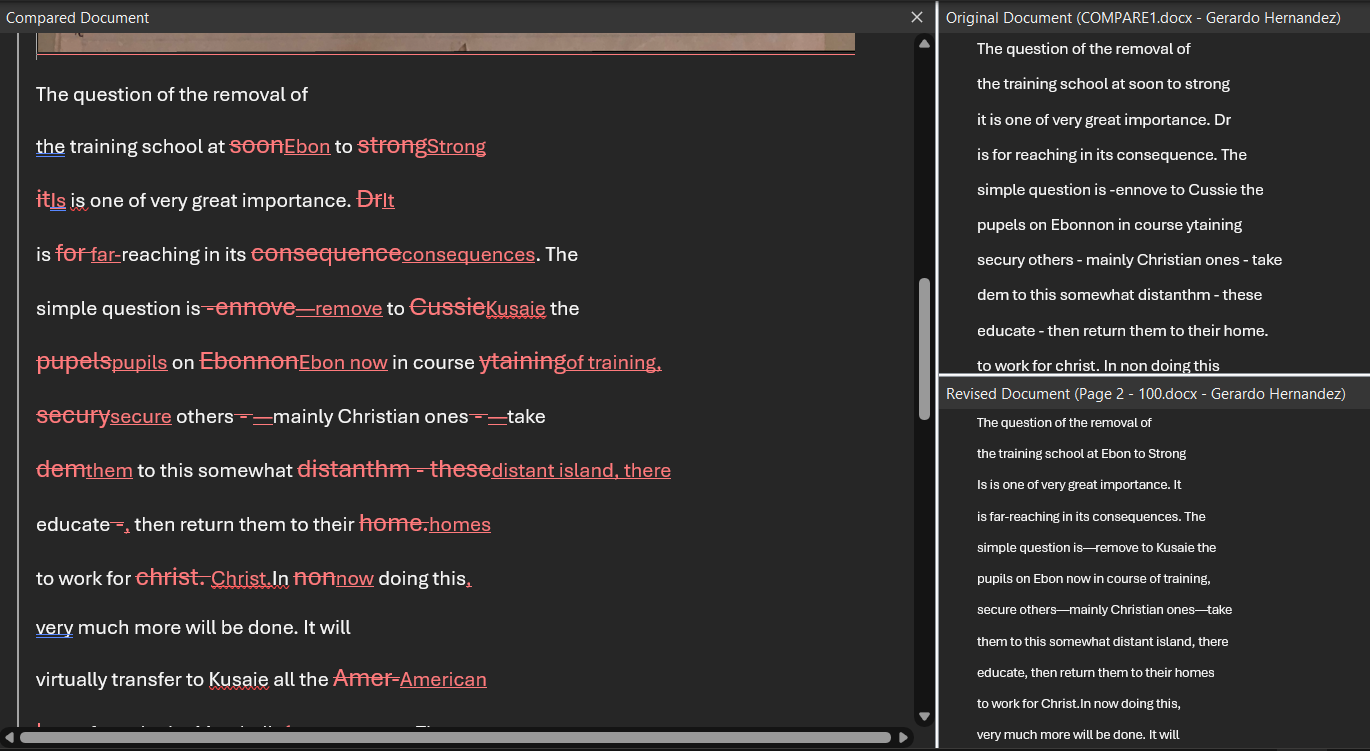 Compared Document
The question of the removal of
the training school at soonEbon to strongStrong
itIs is one of very great importance. DrIt
is for far-reaching in its consequenceconsequences. The
simple question is -ennove—remove to CussieKusaie the
pupelspupils on EbonnonEbon now in course ytainingof training,
securysecure others - —mainly Christian ones - —take
demthem to this somewhat distanthm - thesedistant island, there
educate -, then return them to their home.homes
to work for christ. Christ.In nonnow doing this,
very much more will be done. It will
virtually transfer to Kusaie all the Amer-American
Original Document (COMPARE1.docx - Gerardo Hernandez)
The question of the removal of
the training school at soon to strong
it is one of very great importance. Dr
is for reaching in its consequence. The
simple question is -ennove to Cussie the
pupels on Ebonnon in course ytaining
secury others - mainly Christian ones - take
dem to this somewhat distanthm - these
educate - then return them to their home.
to work for christ. In non doing this
Revised Document (Page 2 - 100.docx - Gerardo Hernandez)
The question of the removal of
the training school at Ebon to Strong
Is is one of very great importance. It
is far-reaching in its consequences. The
simple question is—remove to Kusaie the
pupils on Ebon now in course of training,
secure others—mainly Christian ones—take
them to this somewhat distant island, there
educate, then return them to their homes
to work for Christ.In now doing this,
very much more will be done. It will